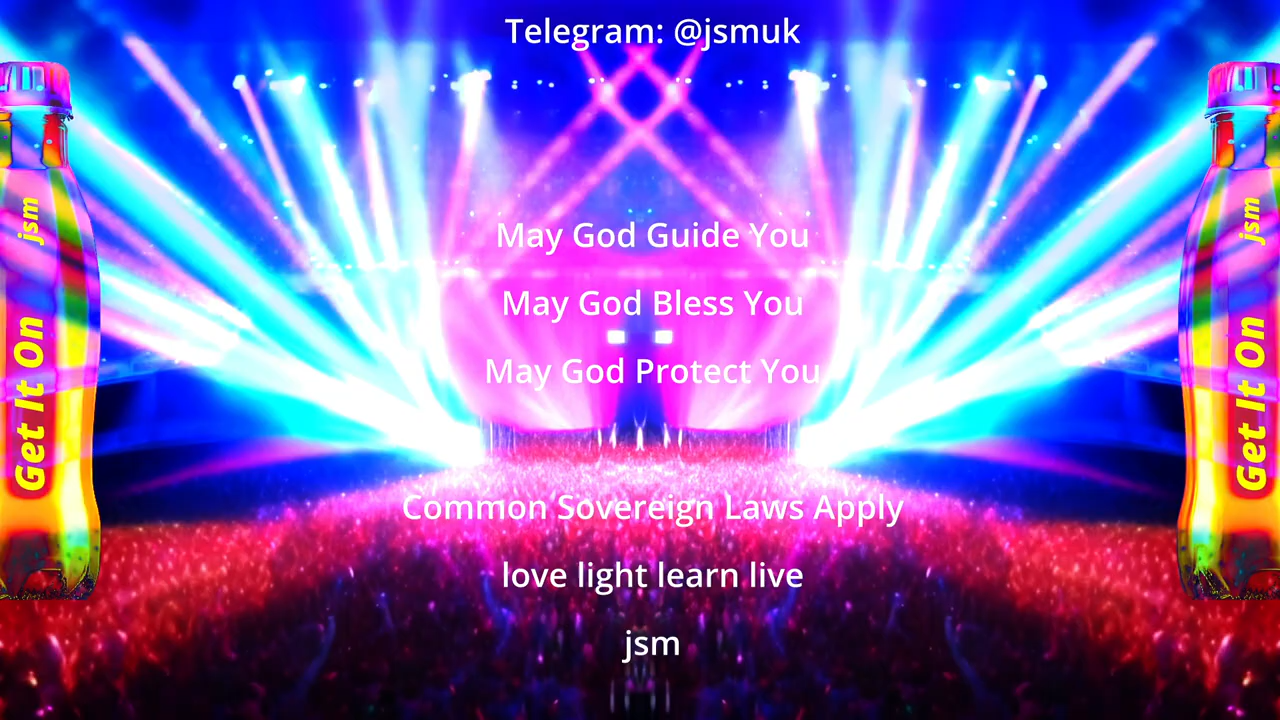 Telegram: @jsmuk
May God Guide You
May God Bless You
May God Protect You
Common Sovereign Laws Apply
love light learn live
jsm
Get It On jsm
Get It On jsm